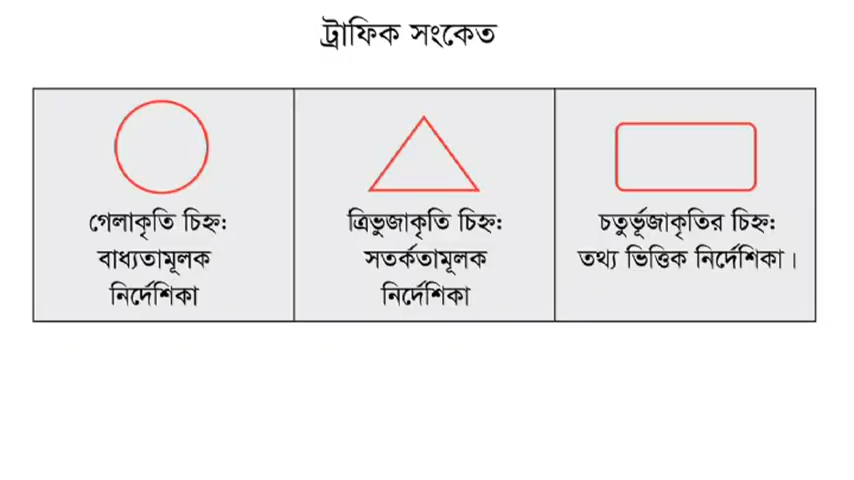 ট্রাফিক সংকেত
গেলাকৃতি চিহ্ন:
বাধ্যতামূলক
নির্দেশিকা
ত্রিভুজাকৃতি চিহ্ন:
সতর্কতামূলক
নির্দেশিকা
চতুর্ভূজাকৃতির চিহ্ন:
তথ্য ভিত্তিক নির্দেশিকা।